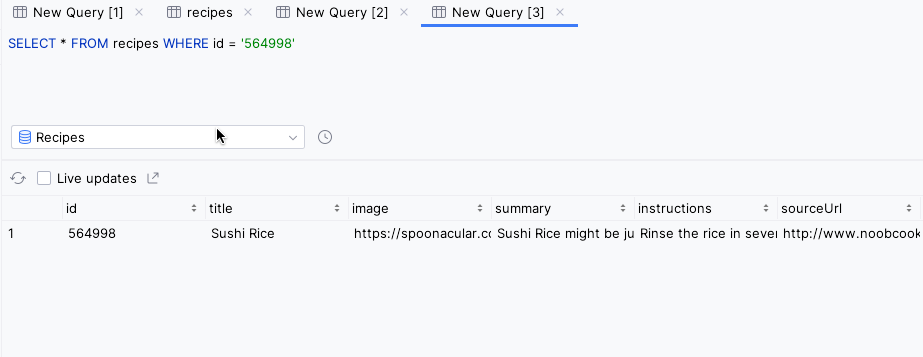 New Query [1] recipes New Query [2] New Query [3]
SELECT * FROM recipes WHERE id = '564998'
Recipes
Live updates
id title image summary instructions sourceUrl
1 564998 Sushi Rice https://spoonacular.co Sushi Rice might be ju Rinse the rice in sever http://www.noobcook